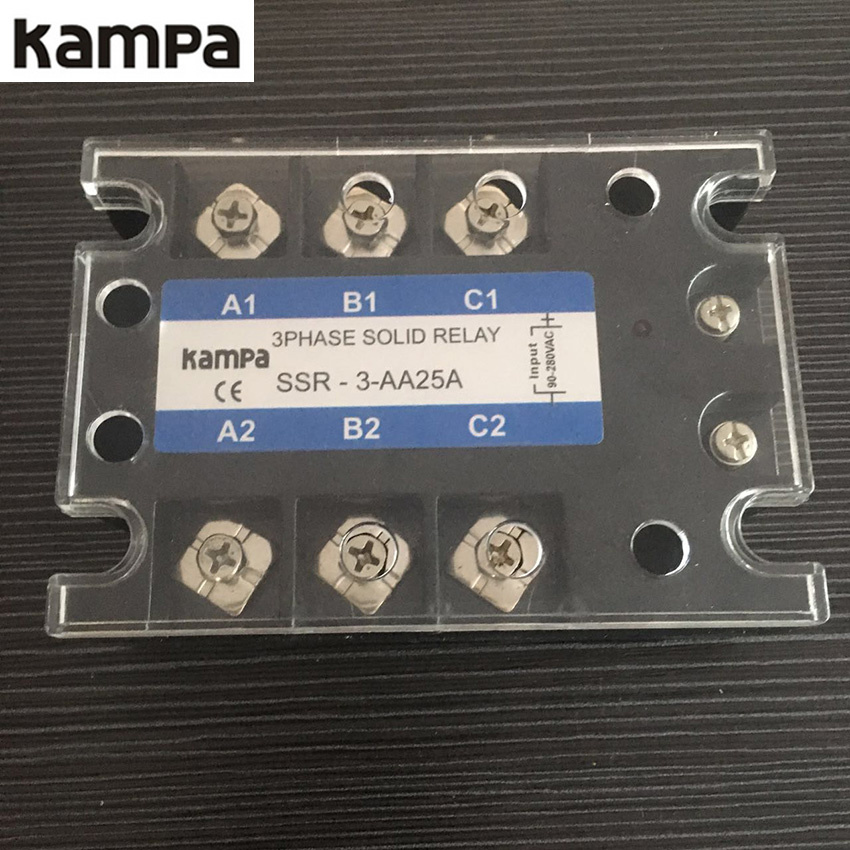 Kampa
A1 B1 C1
3PHASE SOLID RELAY
Kampa
CE
SSR - 3-AA25A
Input
90-280VAC
+
-
A2 B2 C2